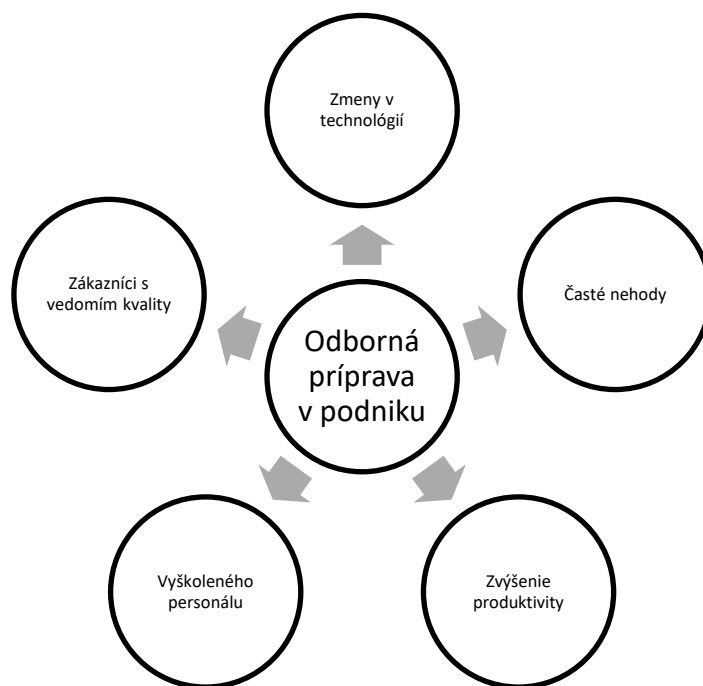 Zmeny v
technológií
Zákazníci s
vedomím kvality
Časté nehody
Odborná
príprava
v podniku
Vyškoleného
personálu
Zvýšenie
produktivity